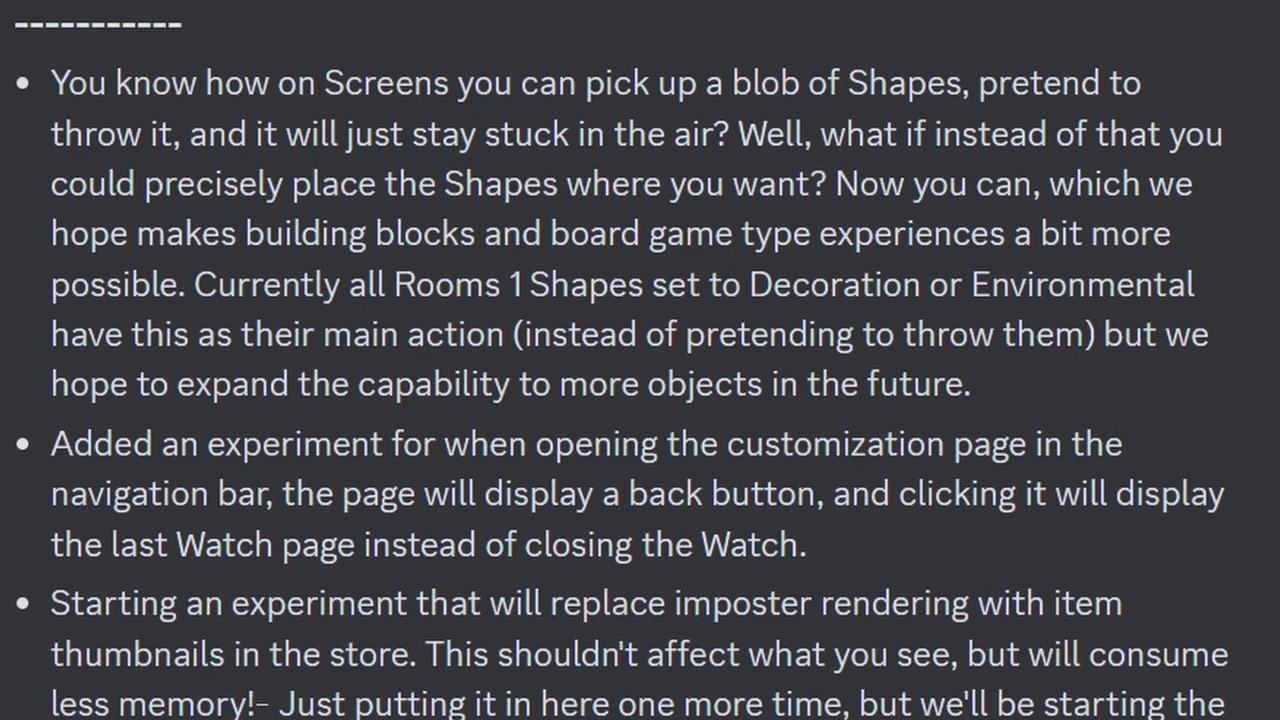 -----------
• You know how on Screens you can pick up a blob of Shapes, pretend to
throw it, and it will just stay stuck in the air? Well, what if instead of that you
could precisely place the Shapes where you want? Now you can, which we
hope makes building blocks and board game type experiences a bit more
possible. Currently all Rooms 1 Shapes set to Decoration or Environmental
have this as their main action (instead of pretending to throw them) but we
hope to expand the capability to more objects in the future.
• Added an experiment for when opening the customization page in the
navigation bar, the page will display a back button, and clicking it will display
the last Watch page instead of closing the Watch.
• Starting an experiment that will replace imposter rendering with item
thumbnails in the store. This shouldn't affect what you see, but will consume
less memory!- Just putting it in here one more time, but we'll be starting the